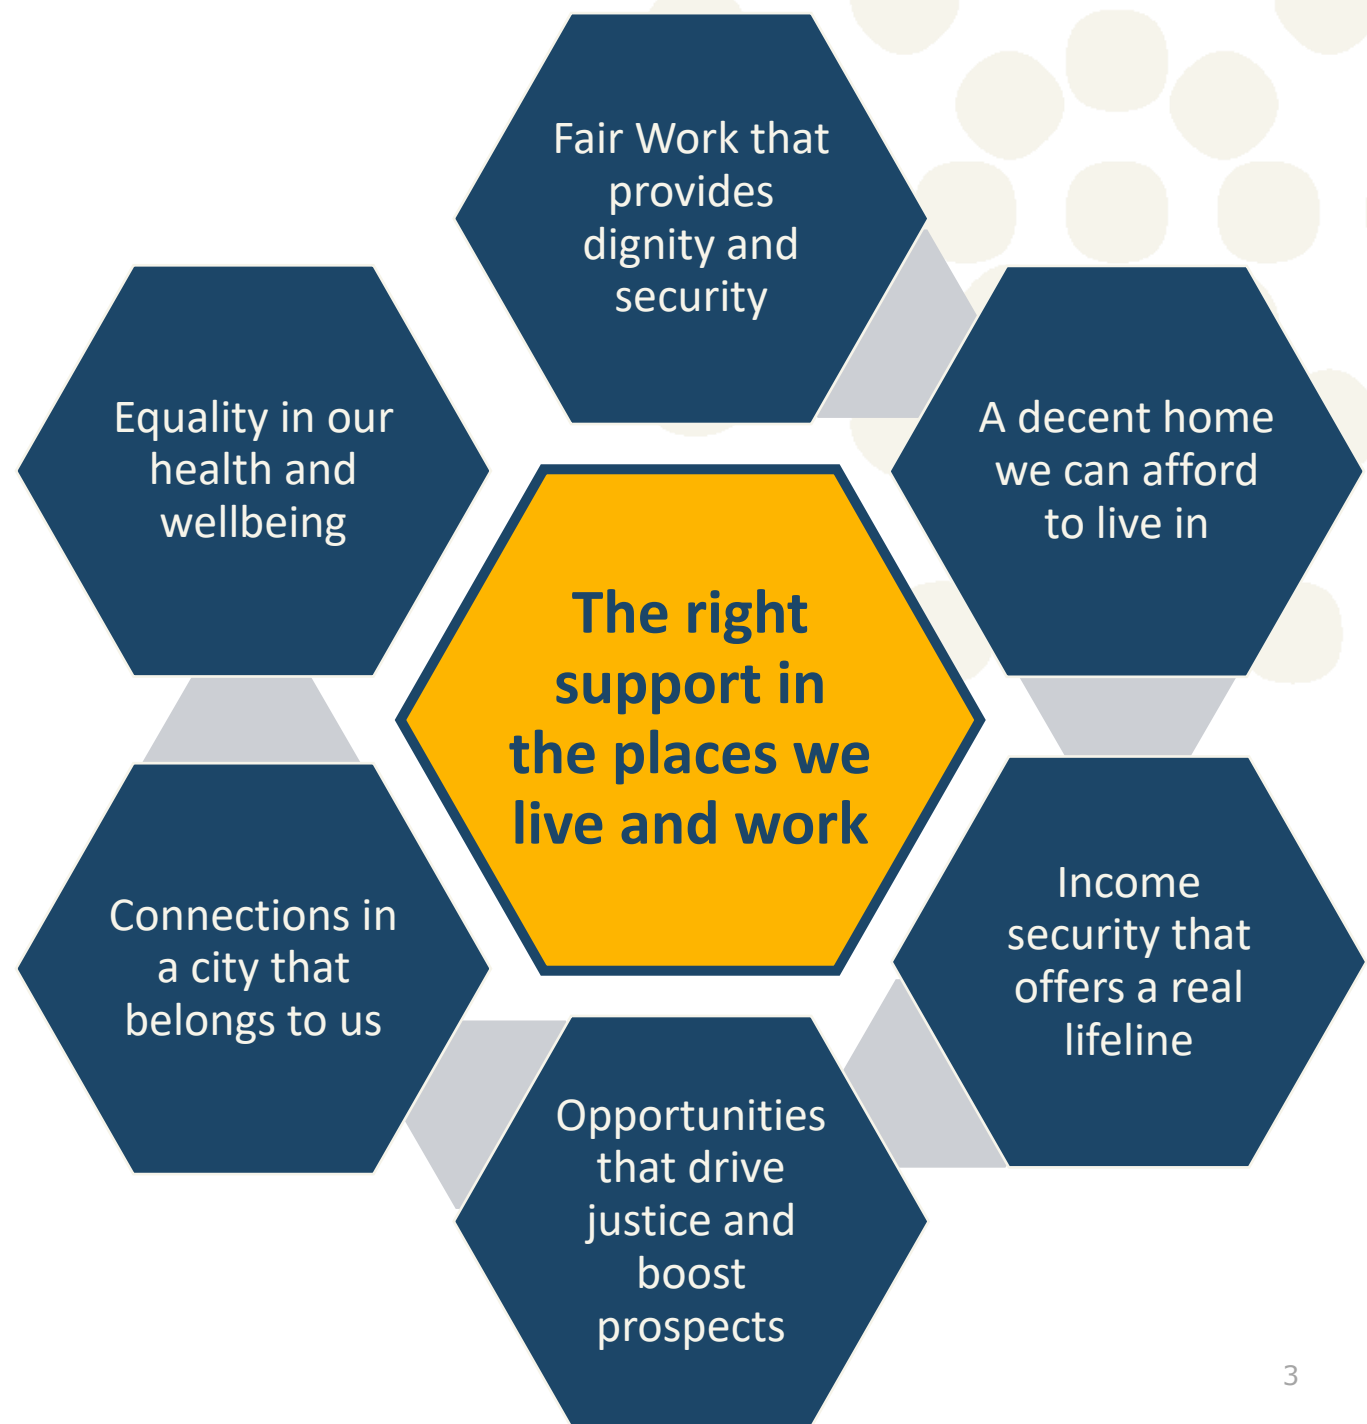 Fair Work that
provides
dignity and
security
A decent home
we can afford
to live in
Income
security that
offers a real
lifeline
Opportunities
that drive
justice and
boost
prospects
Connections in
a city that
belongs to us
Equality in our
health and
wellbeing
The right
support in
the places we
live and work
3